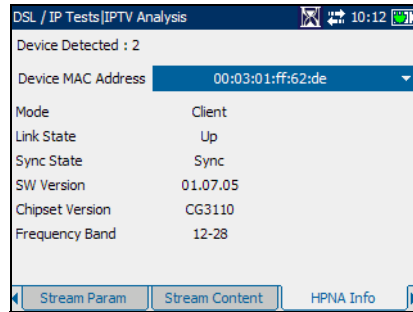 DSL / IP Tests|IPTV Analysis 10:12
Device Detected : 2
Device MAC Address 00:03:01:ff:62:de
Mode Client
Link State Up
Sync State Sync
SW Version 01.07.05
Chipset Version CG3110
Frequency Band 12-28
Stream Param Stream Content HPNA Info